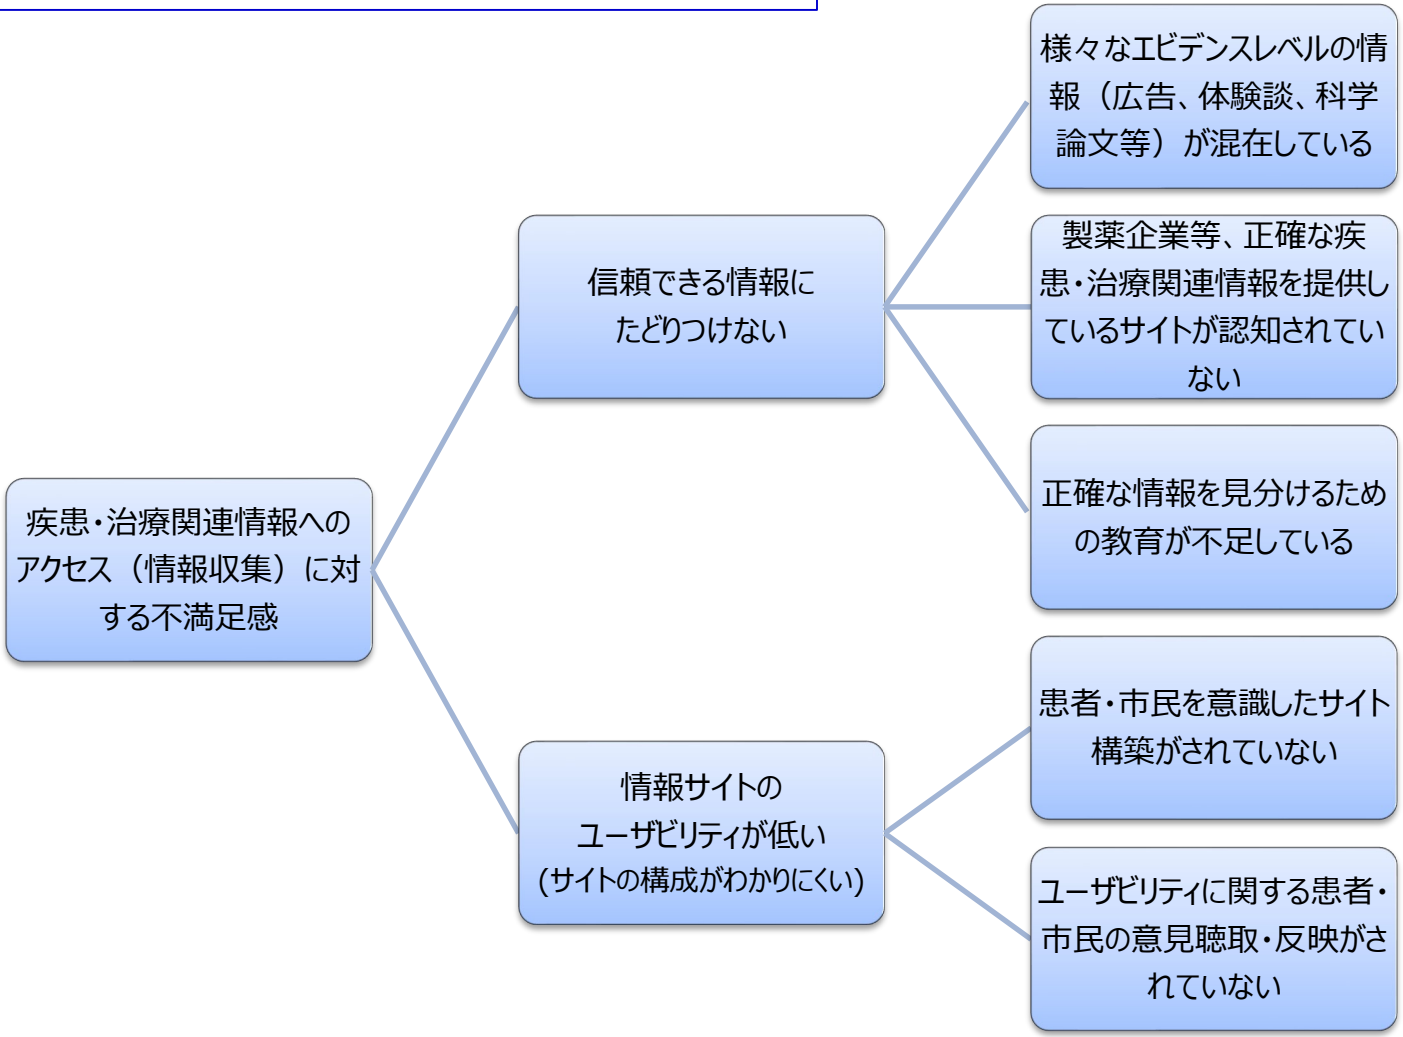 様々なエビデンスレベルの情
報（広告、体験談、科学
論文等）が混在している
信頼できる情報に
たどりつけない
製薬企業等、正確な疾
患・治療関連情報を提供し
ているサイトが認知されてい
ない
正確な情報を見分けるため
の教育が不足している
疾患・治療関連情報への
アクセス（情報収集）に対
する不満足感
患者・市民を意識したサイト
構築がされていない
情報サイトの
ユーザビリティが低い
(サイトの構成がわかりにくい)
ユーザビリティに関する患者・
市民の意見聴取・反映がさ
れていない